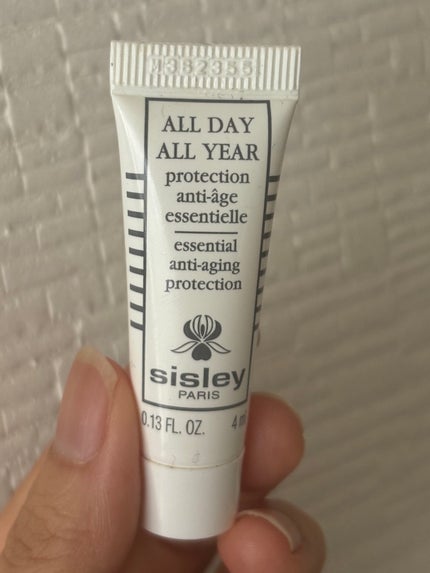 M382355
ALL DAY
ALL YEAR
protection
anti-âge
essentielle
essential
anti-aging
protection
sisley
PARIS
0.13 FL. OZ. 4 ml